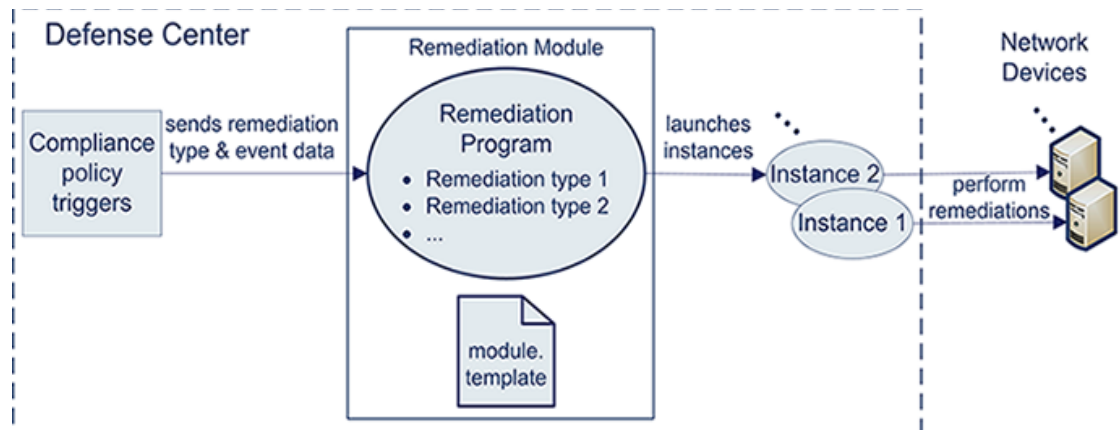 Defense Center
Remediation Module
Network
Devices
Compliance
policy
triggers
sends remediation
type & event data
Remediation
Program
• Remediation type 1
• Remediation type 2
• ...
launches
instances
Instance 2
Instance 1
perform
remediations
module.
template